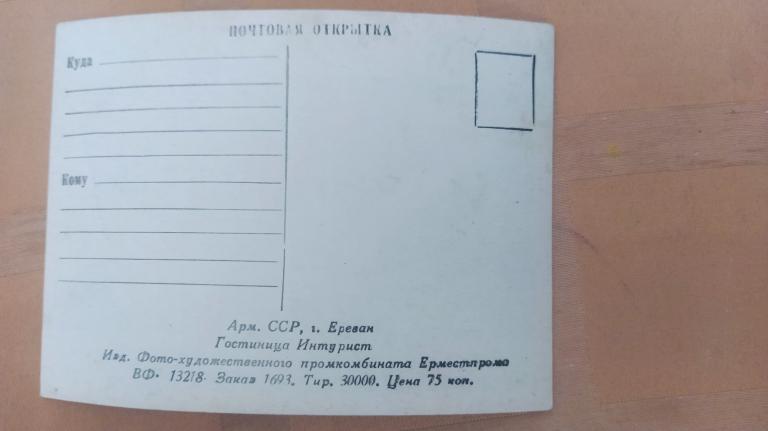 ПОЧТОВАЯ ОТКРЫТКА
Куда
Кому
Арм. ССР, г. Ереван
Гостиница Интурист
Изд. Фото-художественного промкомбината Ерместпрома
ВФ. 13218. Заказ 1693. Тир. 30000. Цена 75 коп.